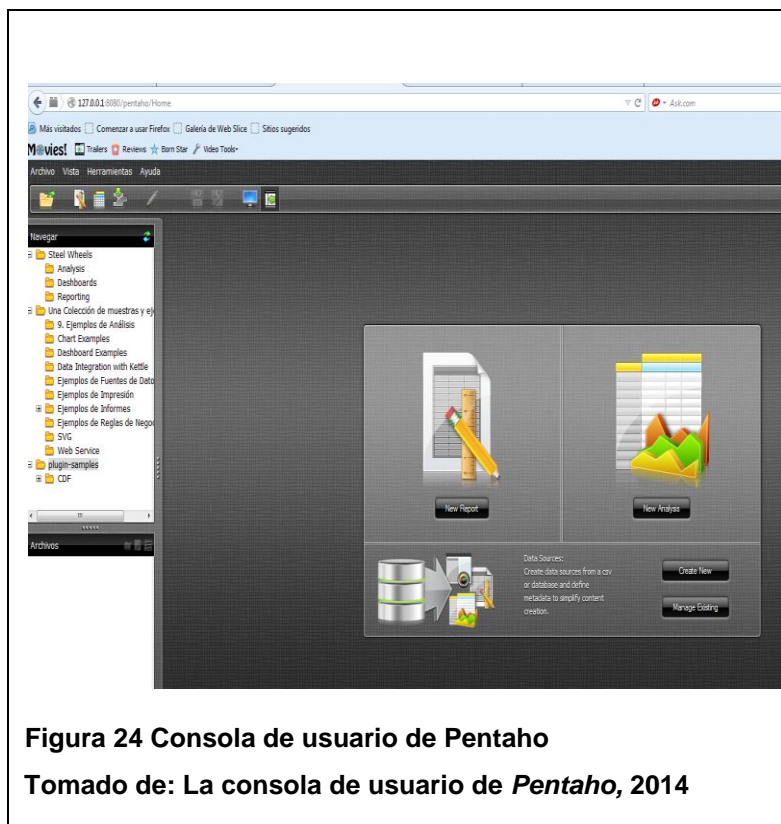 127.0.0.1:8080/pentaho/Home
Ask.com
Más visitados Comenzar a usar Firefox Galería de Web Slice Sitios sugeridos
Movies! Trailers Reviews Born Star Video Tools
Archivo Vista Herramientas Ayuda
Navegar
Steel Wheels
Analysis
Dashboards
Reporting
Una Colección de muestras y ej
9. Ejemplos de Análisis
Chart Examples
Dashboard Examples
Data Integration with Kettle
Ejemplos de Fuentes de Dato
Ejemplos de Impresión
Ejemplos de Informes
Ejemplos de Reglas de Negoc
SVG
Web Service
plugin-samples
CDF
Archivos
New Report
New Analysis
Data Sources:
Create data sources from a csv
or database and define
metadata to simplify content
creation.
Create New
Manage Existing
Figura 24 Consola de usuario de Pentaho
Tomado de: La consola de usuario de Pentaho, 2014